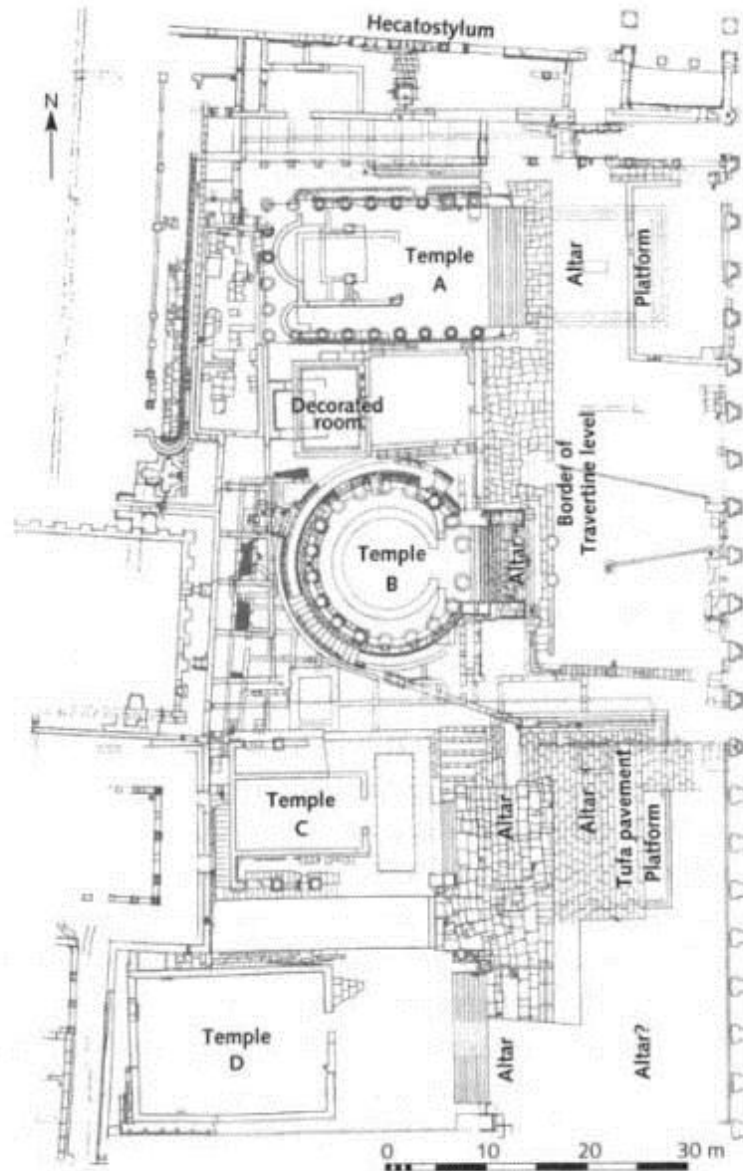 Hecatostylum
N
Temple
A
Altar
Platform
Decorated
room
Border of
Travertine level
Temple
B
Altar
Temple
C
Altar
Altar
Tufa pavement
Platform
Temple
D
Altar
Altar?
0 10 20 30 m